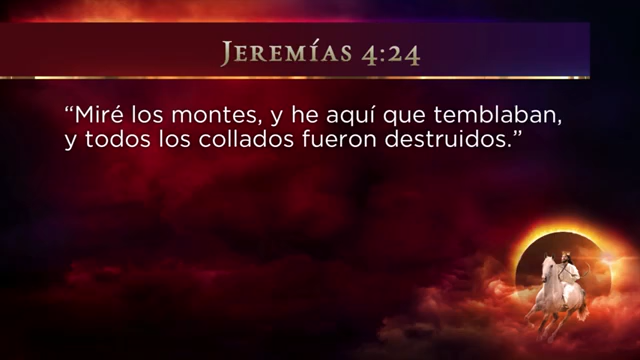 Jeremías 4:24
“Miré los montes, y he aquí que temblaban,
y todos los collados fueron destruidos.”